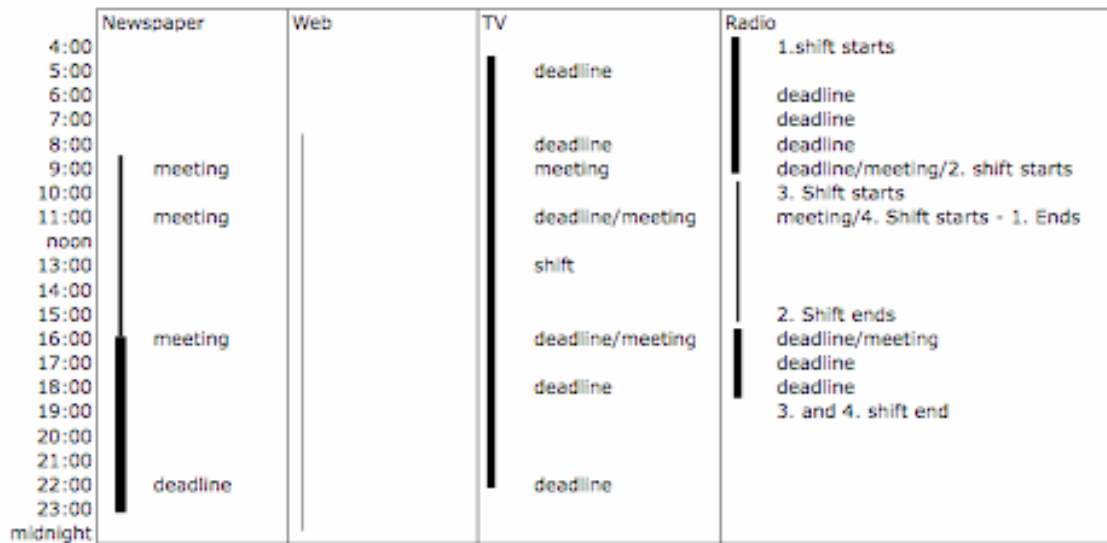 Newspaper Web TV Radio
4:00 1.shift starts
5:00 deadline
6:00 deadline
7:00 deadline
8:00 deadline deadline
9:00 meeting meeting deadline/meeting/2. shift starts
10:00 3. Shift starts
11:00 meeting deadline/meeting meeting/4. Shift starts - 1. Ends
noon
13:00 shift
14:00
15:00 2. Shift ends
16:00 meeting deadline/meeting deadline/meeting
17:00 deadline
18:00 deadline deadline
19:00 3. and 4. shift end
20:00
21:00
22:00 deadline deadline
23:00
midnight